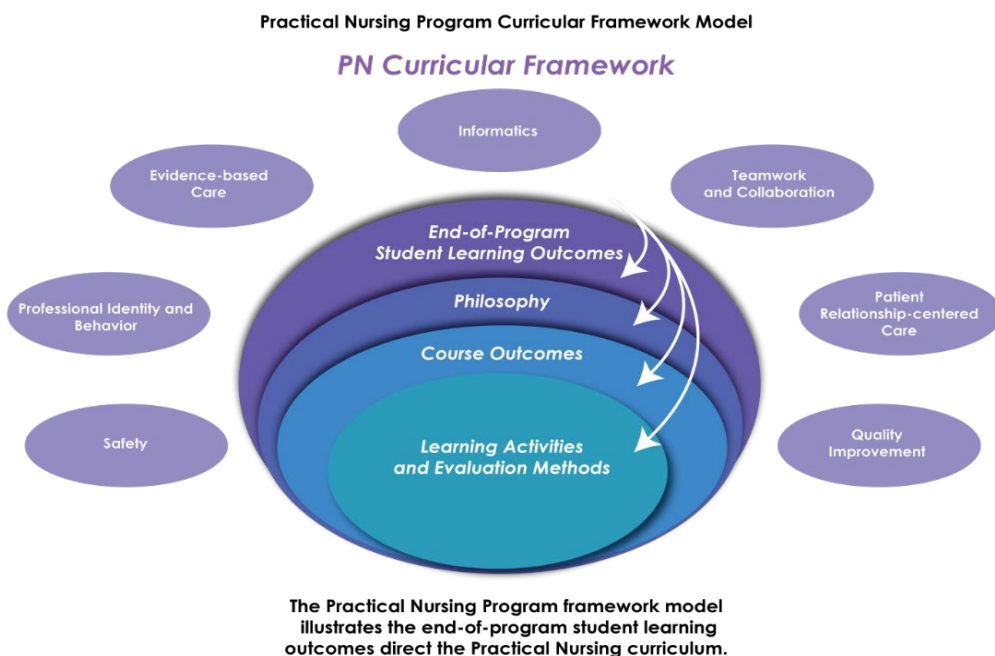 Practical Nursing Program Curricular Framework Model
PN Curricular Framework
Informatics
Evidence-based
Care
Teamwork
and Collaboration
End-of-Program
Student Learning Outcomes
Professional Identity and
Behavior
Philosophy
Patient
Relationship-centered
Care
Course Outcomes
Safety
Learning Activities
and Evaluation Methods
Quality
Improvement
The Practical Nursing Program framework model
illustrates the end-of-program student learning
outcomes direct the Practical Nursing curriculum.